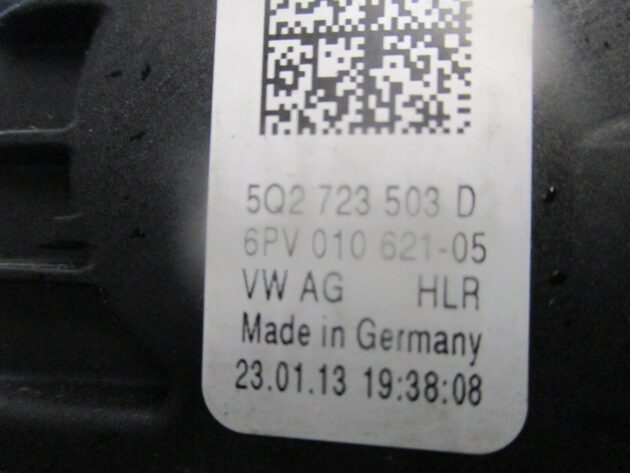 5Q2 723 503 D
6PV 010 621-05
VW AG HLR
Made in Germany
23.01.13 19:38:08